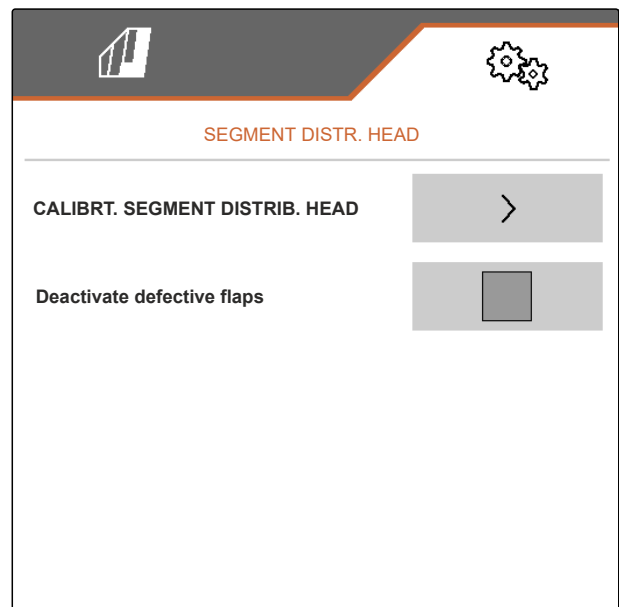 SEGMENT DISTR. HEAD
CALIBRT. SEGMENT DISTRIB. HEAD
Deactivate defective flaps